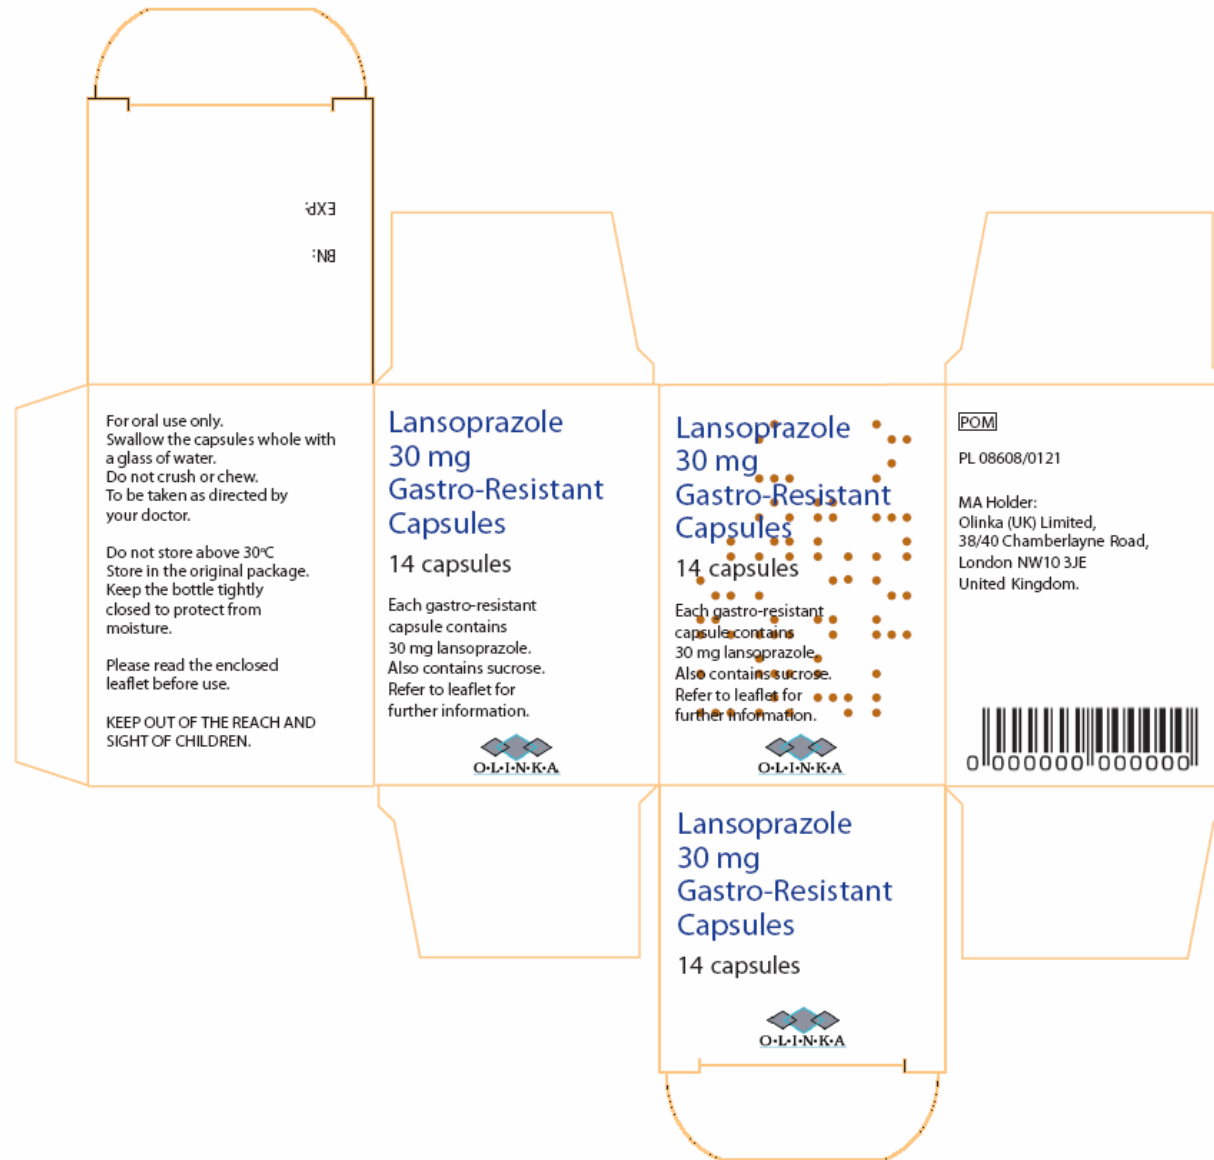 EXP:
BN:
For oral use only.
Swallow the capsules whole with
a glass of water.
Do not crush or chew.
To be taken as directed by
your doctor.
Do not store above 30ºC
Store in the original package.
Keep the bottle tightly
closed to protect from
moisture.
Please read the enclosed
leaflet before use.
KEEP OUT OF THE REACH AND
SIGHT OF CHILDREN.
Lansoprazole
30 mg
Gastro-Resistant
Capsules
14 capsules
Each gastro-resistant
capsule contains
30 mg lansoprazole.
Also contains sucrose.
Refer to leaflet for
further information.
O·L·I·N·K·A
Lansoprazole
30 mg
Gastro-Resistant
Capsules
14 capsules
Each gastro-resistant
capsule contains
30 mg lansoprazole.
Also contains sucrose.
Refer to leaflet for
further information.
O·L·I·N·K·A
POM
PL 08608/0121
MA Holder:
Olinka (UK) Limited,
38/40 Chamberlayne Road,
London NW10 3JE
United Kingdom.
0 000000 000000
Lansoprazole
30 mg
Gastro-Resistant
Capsules
14 capsules
O·L·I·N·K·A